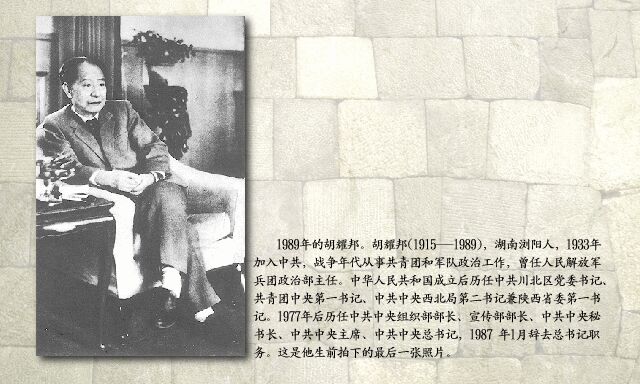 1989年的胡耀邦。胡耀邦(1915──1989)，湖南浏阳人，1933年
加入中共，战争年代从事共青团和军队政治工作，曾任人民解放军
兵团政治部主任。中华人民共和国成立后历任中共川北区党委书记、
共青团中央第一书记、中共中央西北局第二书记兼陕西省委第一书
记。1977年后历任中共中央组织部部长、宣传部部长、中共中央秘
书长、中共中央主席、中共中央总书记，1987 年1月辞去总书记职
务。这是他生前拍下的最后一张照片。